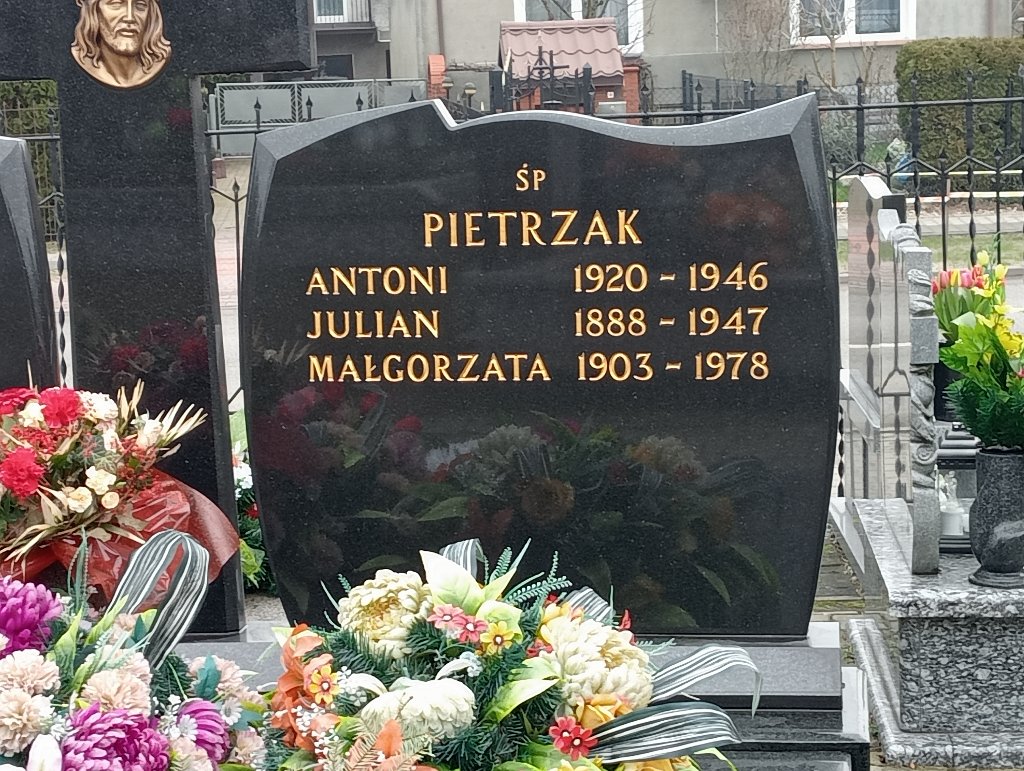 ŚP
PIETRZAK
ANTONI 1920 - 1946
JULIAN 1888 - 1947
MAŁGORZATA 1903 - 1978